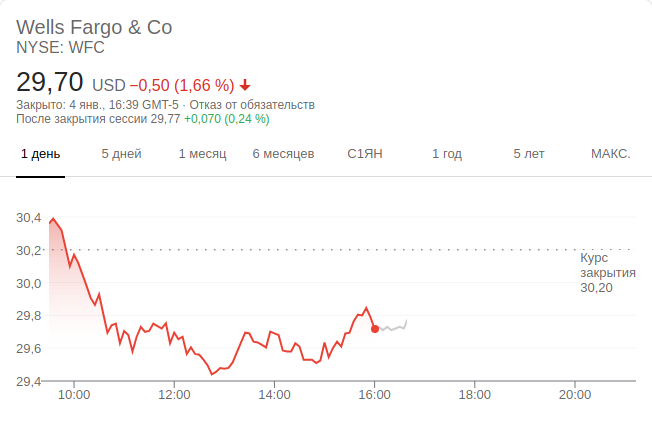 Wells Fargo & Co
NYSE: WFC
29,70 USD −0,50 (1,66 %)
Закрыто: 4 янв., 16:39 GMT-5 · Отказ от обязательств
После закрытия сессии 29,77 +0,070 (0,24 %)
1 день 5 дней 1 месяц 6 месяцев С1ЯН 1 год 5 лет МАКС.
30,4
30,2
30,0
29,8
29,6
29,4
Курс
закрытия
30,20
10:00 12:00 14:00 16:00 18:00 20:00